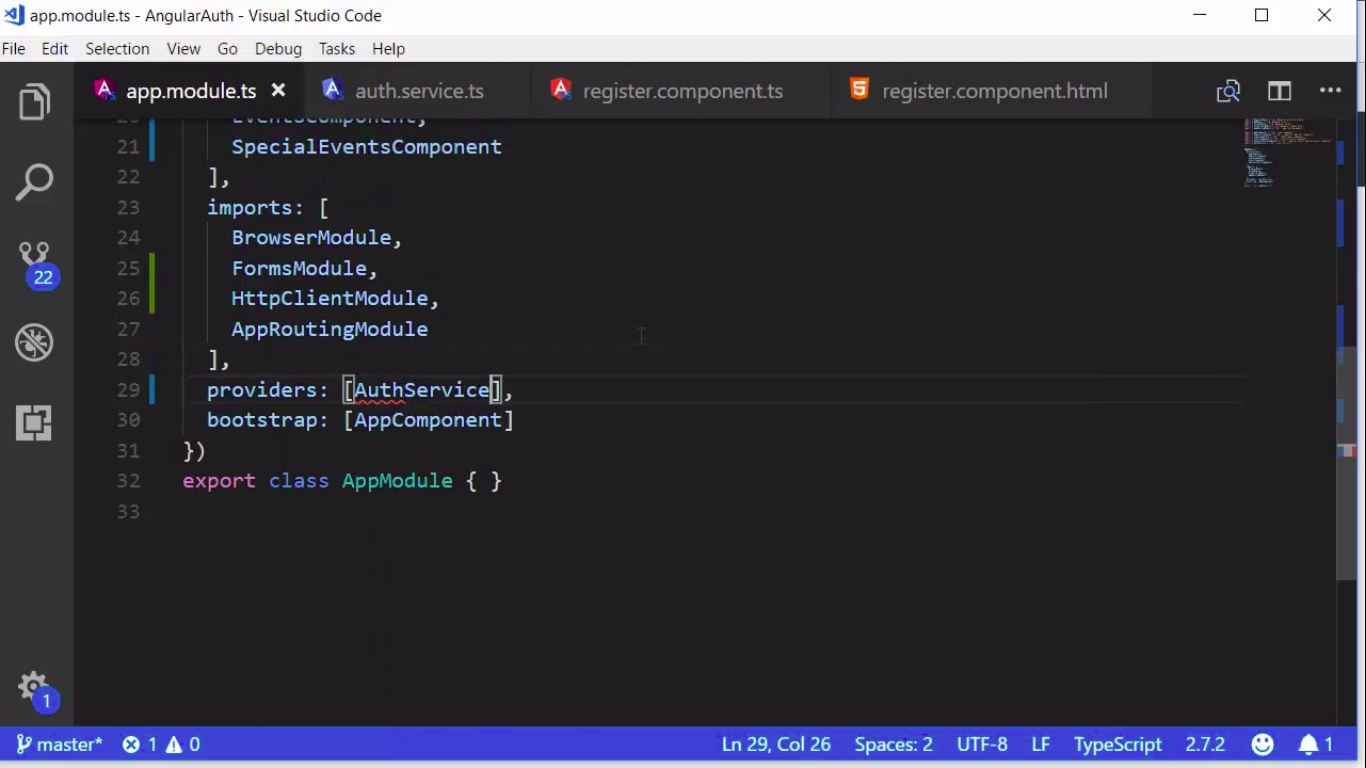 app.module.ts - AngularAuth - Visual Studio Code
File Edit Selection View Go Debug Tasks Help
app.module.ts auth.service.ts register.component.ts register.component.html
20 EventsComponent,
21 SpecialEventsComponent
22 ],
23 imports: [
24 BrowserModule,
25 FormsModule,
26 HttpClientModule,
27 AppRoutingModule
28 ],
29 providers: [AuthService],
30 bootstrap: [AppComponent]
31 })
32 export class AppModule { }
33
22
1
master* 1 0 Ln 29, Col 26 Spaces: 2 UTF-8 LF TypeScript 2.7.2 1